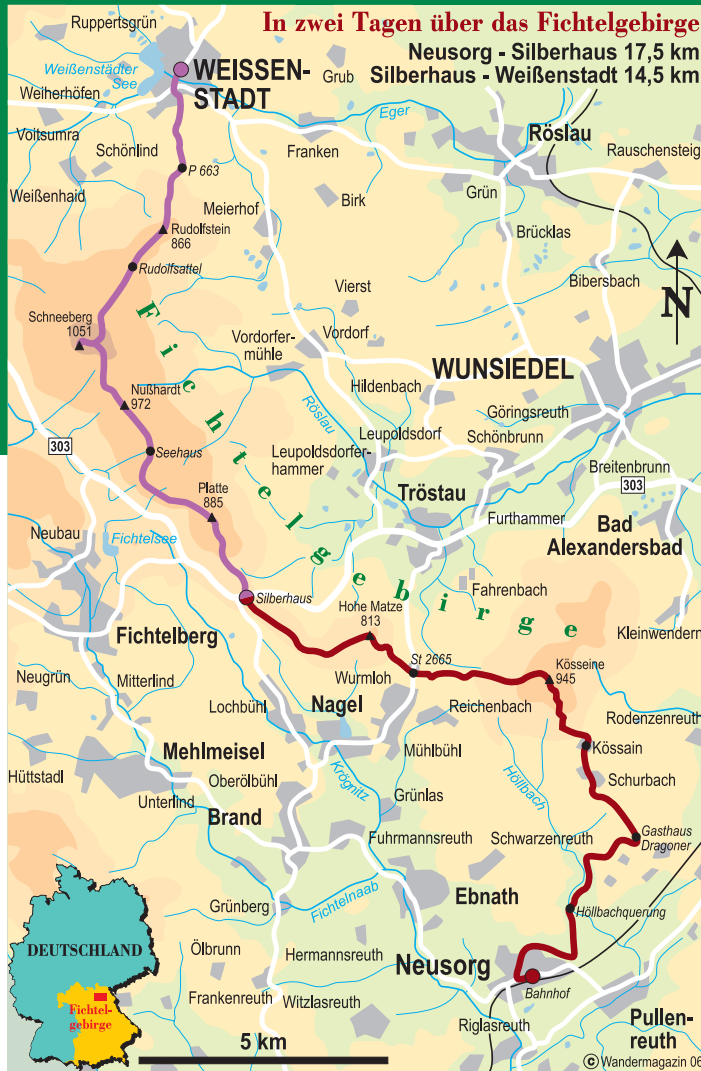 In zwei Tagen über das Fichtelgebirge
Neusorg - Silberhaus 17,5 km
Silberhaus - Weißenstadt 14,5 km
Ruppertsgrün
Weißenstädter
See
WEISSEN-
STADT
Grub
Weiherhöfen
Eger
Röslau
Voitsumra
Schönlind
Franken
Rauschensteig
P 663
Weißenhaid
Grün
Meierhof
Birk
Rudolfstein
866
Brücklas
Rudolfsattel
Bibersbach
N
Vierst
Schneeberg
1051
Vordorfer-
mühle
Vordorf
WUNSIEDEL
Hildenbach
Nußhardt
972
Röslau
Göringsreuth
303
Seehaus
Leupoldsdorfer-
hammer
Leupoldsdorf
Schönbrunn
Breitenbrunn
303
Platte
885
Tröstau
Neubau
Fichtelsee
Furthammer
Bad
Alexandersbad
Fichtelgebirge
Silberhaus
Fahrenbach
Hohe Matze
813
Fichtelberg
Kleinwendern
St 2665
Kösseine
945
Neugrün
Mitterlind
Wurmloh
Lochbühl
Nagel
Reichenbach
Rodenzenreuth
Kössain
Mehlmeisel
Mühlbühl
Hüttstadl
Oberölbühl
Krögnitz
Höllbach
Schurbach
Unterlind
Grünlas
Brand
Fuhrmannsreuth
Schwarzenreuth
Gasthaus
Dragoner
Ebnath
Fichtelnaab
Grünberg
Höllbachquerung
DEUTSCHLAND
Ölbrunn
Hermannsreuth
Neusorg
Bahnhof
Fichtel-
gebirge
Frankenreuth
Witzlasreuth
Riglasreuth
Pullen-
reuth
5 km
© Wandermagazin 06